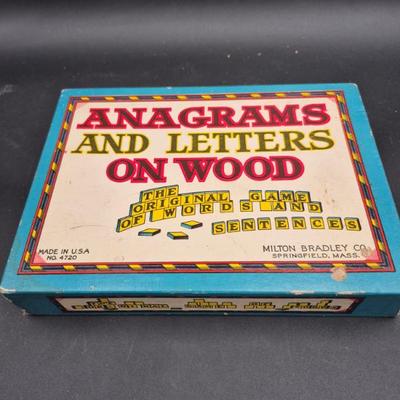 ANAGRAMS
AND LETTERS
ON WOOD
THE
ORIGINAL GAME
OF WORDS AND
SENTENCES
MADE IN U.S.A
NO. 4720
MILTON BRADLEY CO.
SPRINGFIELD, MASS.